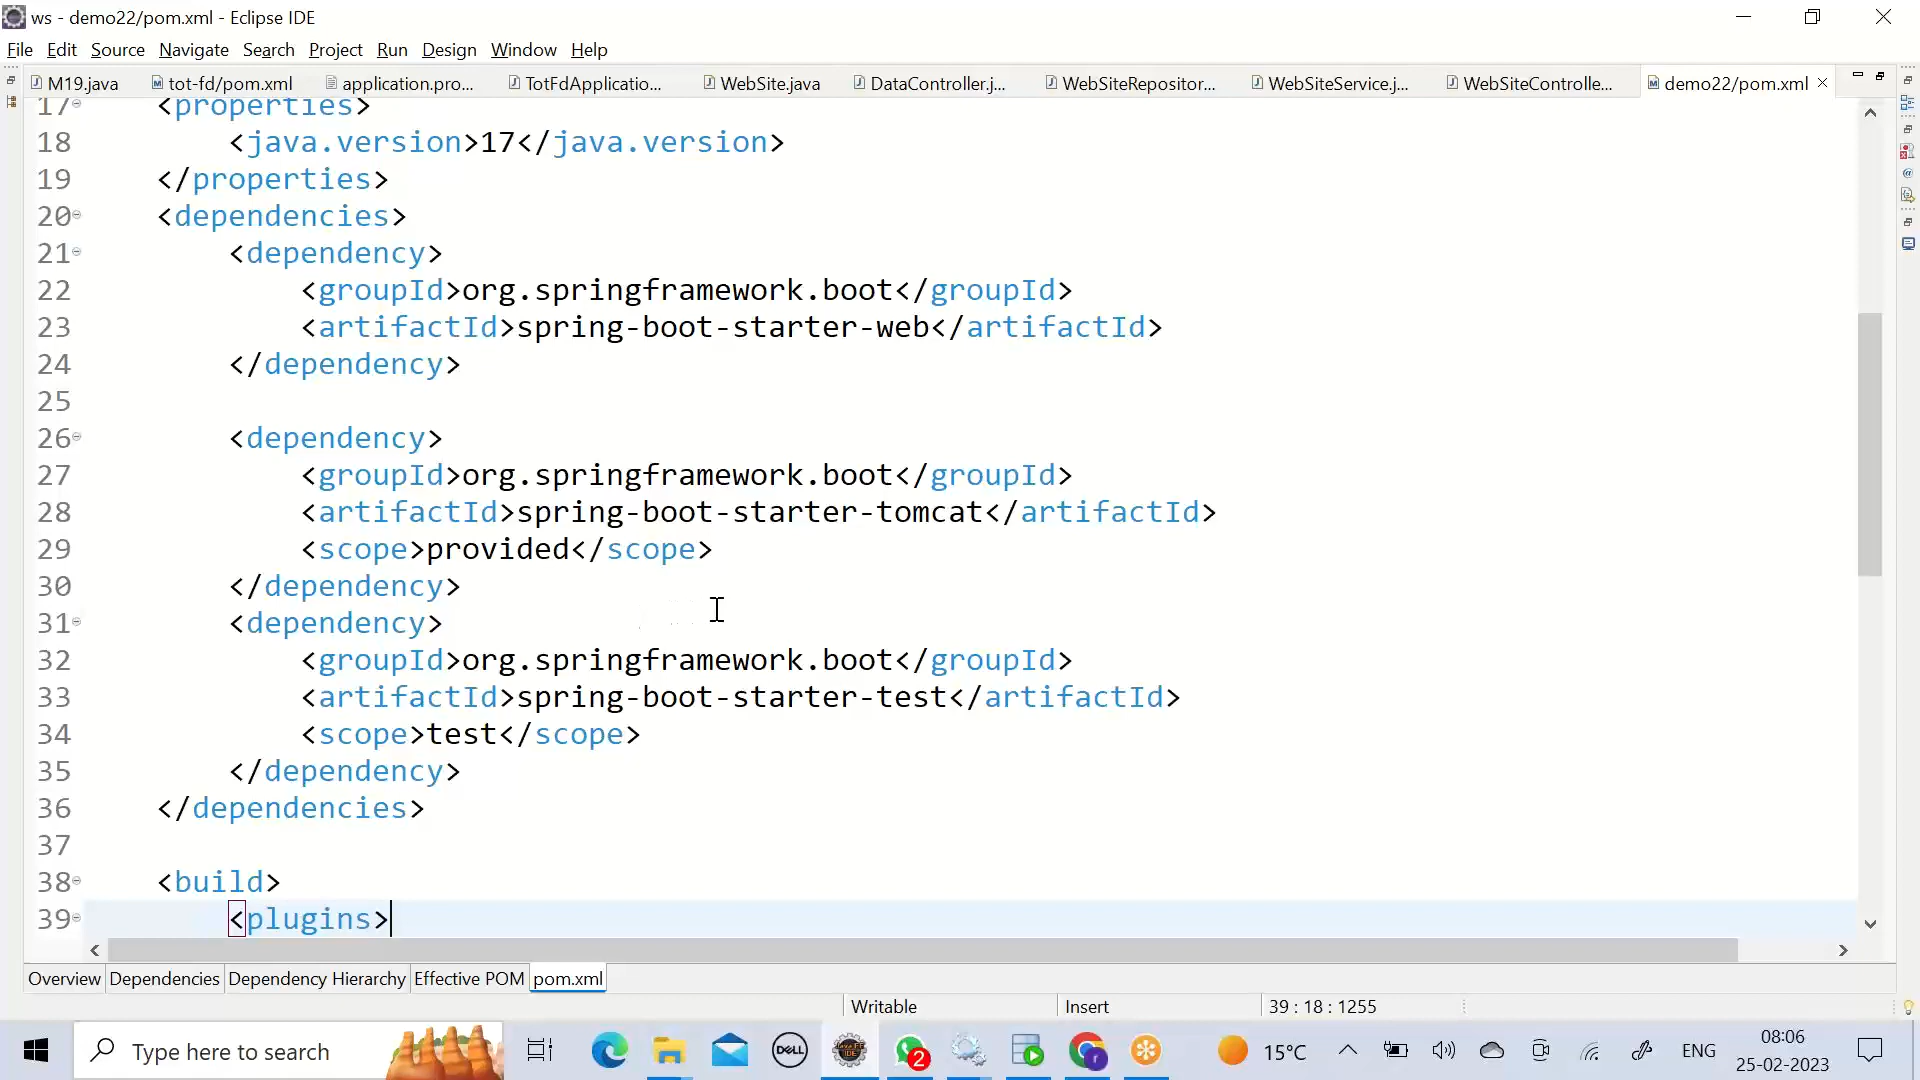 ws - demo22/pom.xml - Eclipse IDE
File Edit Source Navigate Search Project Run Design Window Help
M19.java tot-fd/pom.xml application.pro... TotFdApplicatio... WebSite.java DataController.j... WebSiteRepositor... WebSiteService.j... WebSiteControlle... demo22/pom.xml
17 <properties>
18 <java.version>17</java.version>
19 </properties>
20 <dependencies>
21 <dependency>
22 <groupId>org.springframework.boot</groupId>
23 <artifactId>spring-boot-starter-web</artifactId>
24 </dependency>
25
26 <dependency>
27 <groupId>org.springframework.boot</groupId>
28 <artifactId>spring-boot-starter-tomcat</artifactId>
29 <scope>provided</scope>
30 </dependency>
31 <dependency>
32 <groupId>org.springframework.boot</groupId>
33 <artifactId>spring-boot-starter-test</artifactId>
34 <scope>test</scope>
35 </dependency>
36 </dependencies>
37
38 <build>
39 <plugins>
Overview Dependencies Dependency Hierarchy Effective POM pom.xml
Writable Insert 39 : 18 : 1255
Type here to search DELL 2 15°C ENG 08:06
25-02-2023